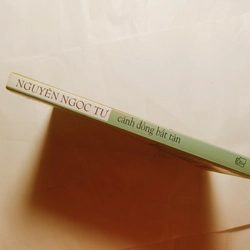 NGUYỄN NGỌC TƯ cánh đồng bất tận